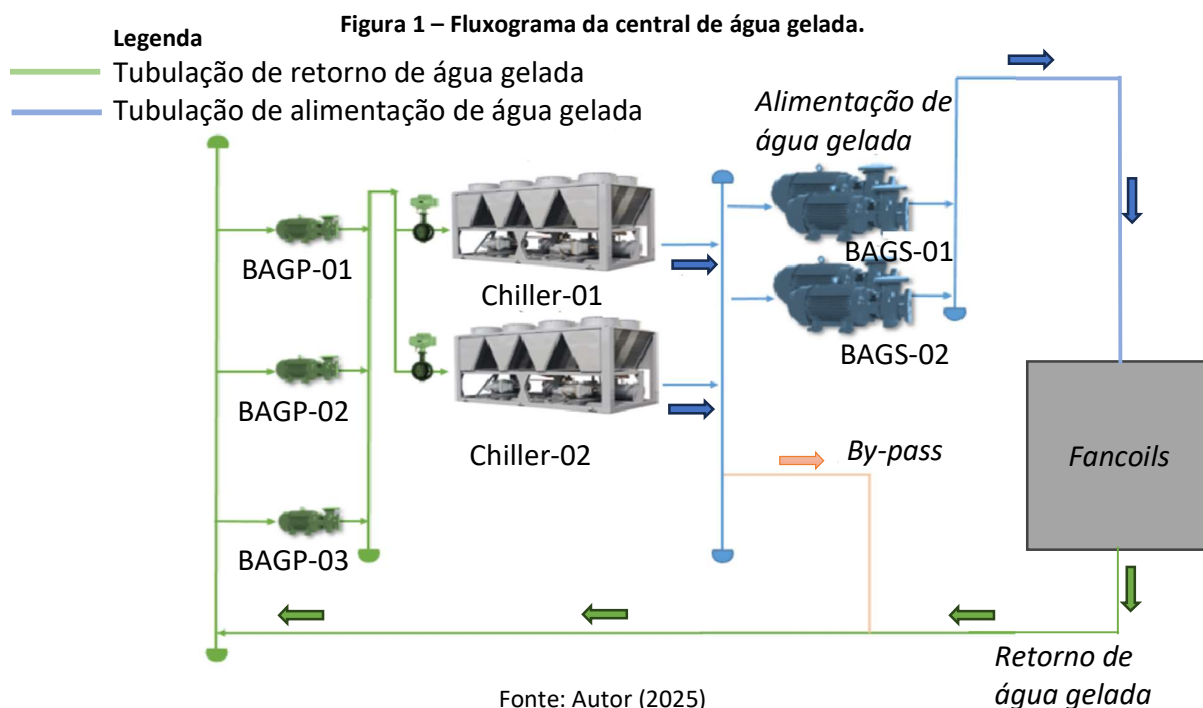 Figura 1 – Fluxograma da central de água gelada.
Legenda
Tubulação de retorno de água gelada
Tubulação de alimentação de água gelada
Alimentação de
água gelada
BAGP-01
Chiller-01
BAGS-01
BAGS-02
BAGP-02
Chiller-02
By-pass
Fancoils
BAGP-03
Retorno de
água gelada
Fonte: Autor (2025)